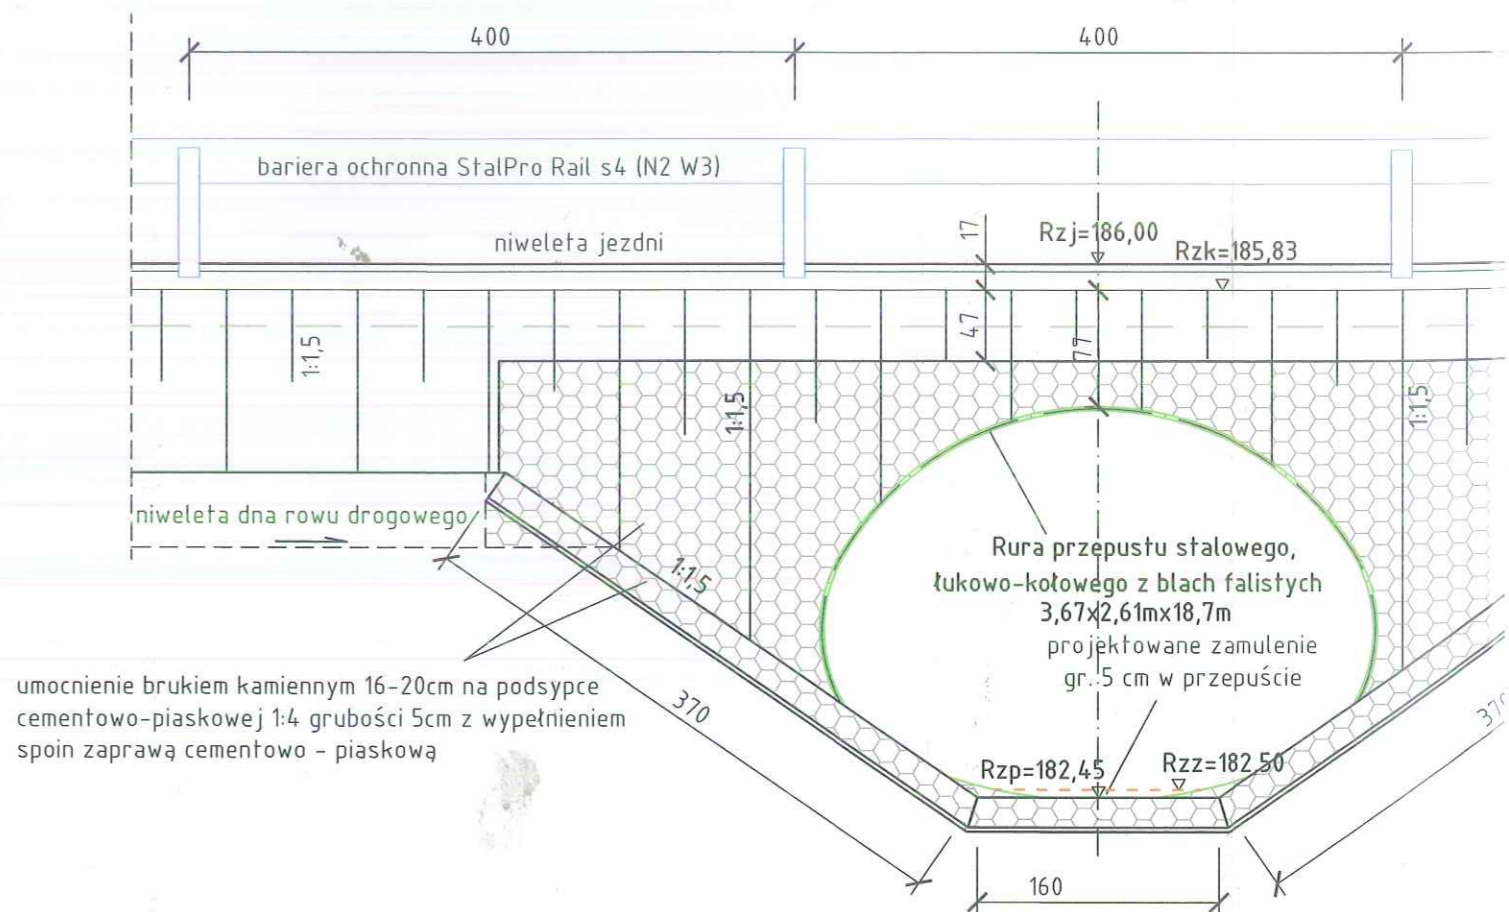 400
400
bariera ochronna StalPro Rail s4 (N2 W3)
niweleta jezdni
17
Rzj=186,00
Rzk=185,83
47
77
1:1,5
1:1,5
1:1,5
niweleta dna rowu drogowego
1:1,5
Rura przepustu stalowego,
łukowo-kołowego z blach falistych
3,67x2,61mx18,7m
projektowane zamulenie
gr. 5 cm w przepuście
umocnienie brukiem kamiennym 16-20cm na podsypce
cementowo-piaskowej 1:4 grubości 5cm z wypełnieniem
spoin zaprawą cementowo - piaskową
370
370
Rzp=182,45
Rzz=182,50
160